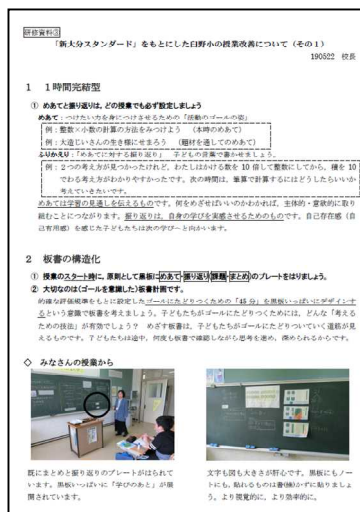 研修資料③
「新大分スタンダード」をもとにした臼野小の授業改善について（その１）
190522　校長
１　１時間完結型
① めあてと振り返りは、どの授業でも必ず設定しましょう
めあて：つけたい力を身につけさせるための「活動のゴールの姿」
例：整数×小数の計算の方法をみつけよう　（本時のめあて）
例：大造じいさんの生き様にせまろう　（題材を通してのめあて）
ふりかえり：「めあてに対する振り返り」　子どもの言葉で書かせましょう。
例：２つの考え方が見つかったけれど、わたしはかける数を 10 倍して整数にしてから、積を 10
でわる考え方がわかりやすかったです。次の時間は、筆算で計算するにはどうしたらいいか
考えていきたいです。
めあては学習の見通しを伝えるものです。何をめざせばいいのかわかれば、主体的・意欲的に取り
組むことにつながります。振り返りは、自身の学びを実感させるためのものです。自己存在感（自
己有用感）を感じた子どもたちは次の学びへと向かいます。
２　板書の構造化
① 授業のスタート時に、原則として黒板にめあて・振り返り課題・まとめのプレートをはりましょう。
② 大切なのは(ゴールを意識した)板書計画です。
的確な評価規準をもとに設定したゴールにたどりつくための「45 分」を黒板いっぱいにデザインす
るという意識で板書を考えましょう。子どもたちがゴールにたどりつくためには、どんな「考える
ための技法」が有効でしょう？　めざす板書は、子どもたちがゴールにたどりついていく道筋が見
えるものです。子どもたちは途中、何度も板書で確認しながら思考を進め、深められるからです。
◇　みなさんの授業から
既にまとめと振り返りのプレートがはられて
います。黒板いっぱいに「学びのあと」が展
開されています。
文字も図も大きさが肝心です。黒板にもノー
トにも、貼れるものは書(描)かずに貼りましょ
う。より視覚的に、より効率的に。